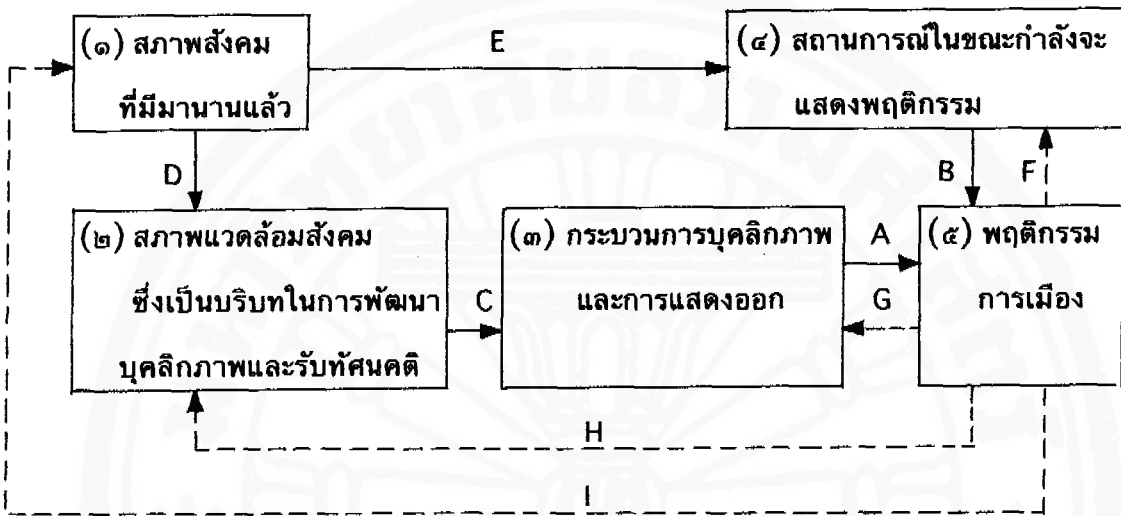 (๑) สภาพสังคม
ที่มีมานานแล้ว
E
(๔) สถานการณ์ในขณะกำลังจะ
แสดงพฤติกรรม
D
B
F
(๒) สภาพแวดล้อมสังคม
ซึ่งเป็นบริบทในการพัฒนา
บุคลิกภาพและรับทัศนคติ
C
(๓) กระบวนการบุคลิกภาพ
และการแสดงออก
A
G
(๕) พฤติกรรม
การเมือง
H
I